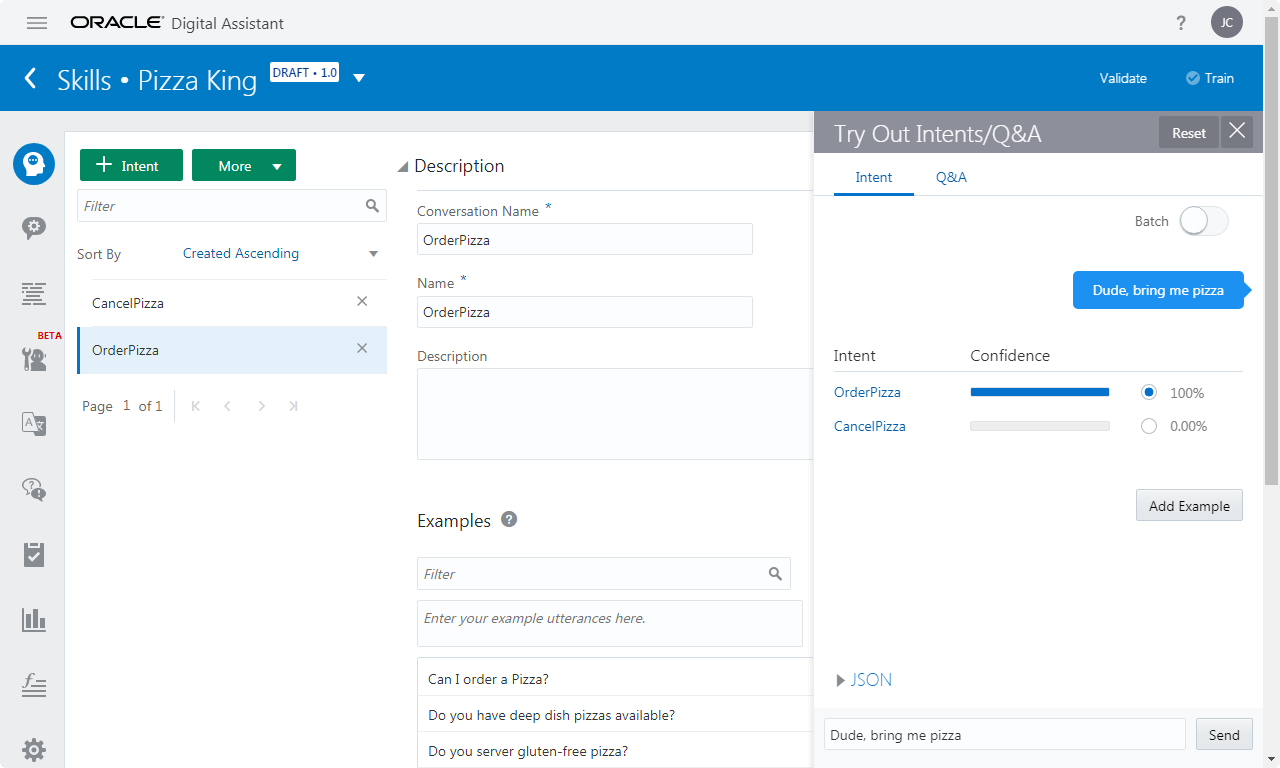 ORACLE® Digital Assistant
?
JC
Skills • Pizza King
DRAFT • 1.0
Validate
Train
+ Intent
More
Filter
Sort By
Created Ascending
CancelPizza
OrderPizza
Page 1 of 1
BETA
Description
Conversation Name *
OrderPizza
Name *
OrderPizza
Description
Examples
?
Filter
Enter your example utterances here.
Can I order a Pizza?
Do you have deep dish pizzas available?
Do you server gluten-free pizza?
Try Out Intents/Q&A
Reset
Intent
Q&A
Batch
Dude, bring me pizza
Intent Confidence
OrderPizza 100%
CancelPizza 0.00%
Add Example
JSON
Dude, bring me pizza
Send